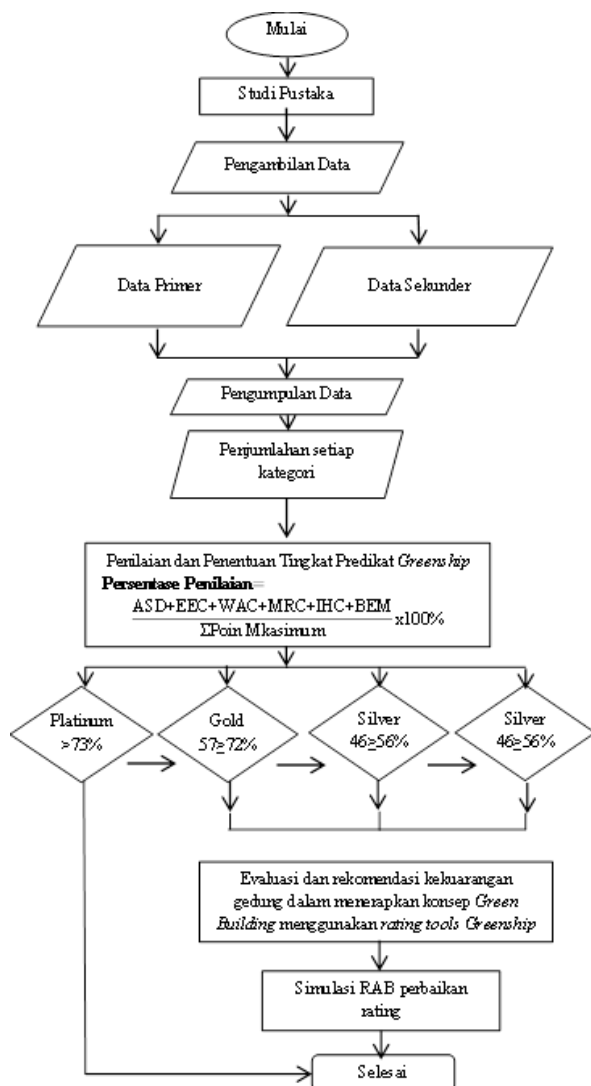 Mulai
Studi Pustaka
Pengambilan Data
Data Primer
Data Sekunder
Pengumpulan Data
Penjumlahan setiap
kategori
Penilaian dan Penentuan Tingkat Predikat Greenship
Persentase Penilaian=
ASD+EEC+WAC+MRC+IHC+BEM
ΣPoin Mkasimum
x100%
Platinum
>73%
Gold
57≥72%
Silver
46≥56%
Silver
46≥56%
Evaluasi dan rekomendasi kekuarangan
gedung dalam menerapkan konsep Green
Building menggunakan rating tools Greenship
Simulasi RAB perbaikan
rating
Selesai